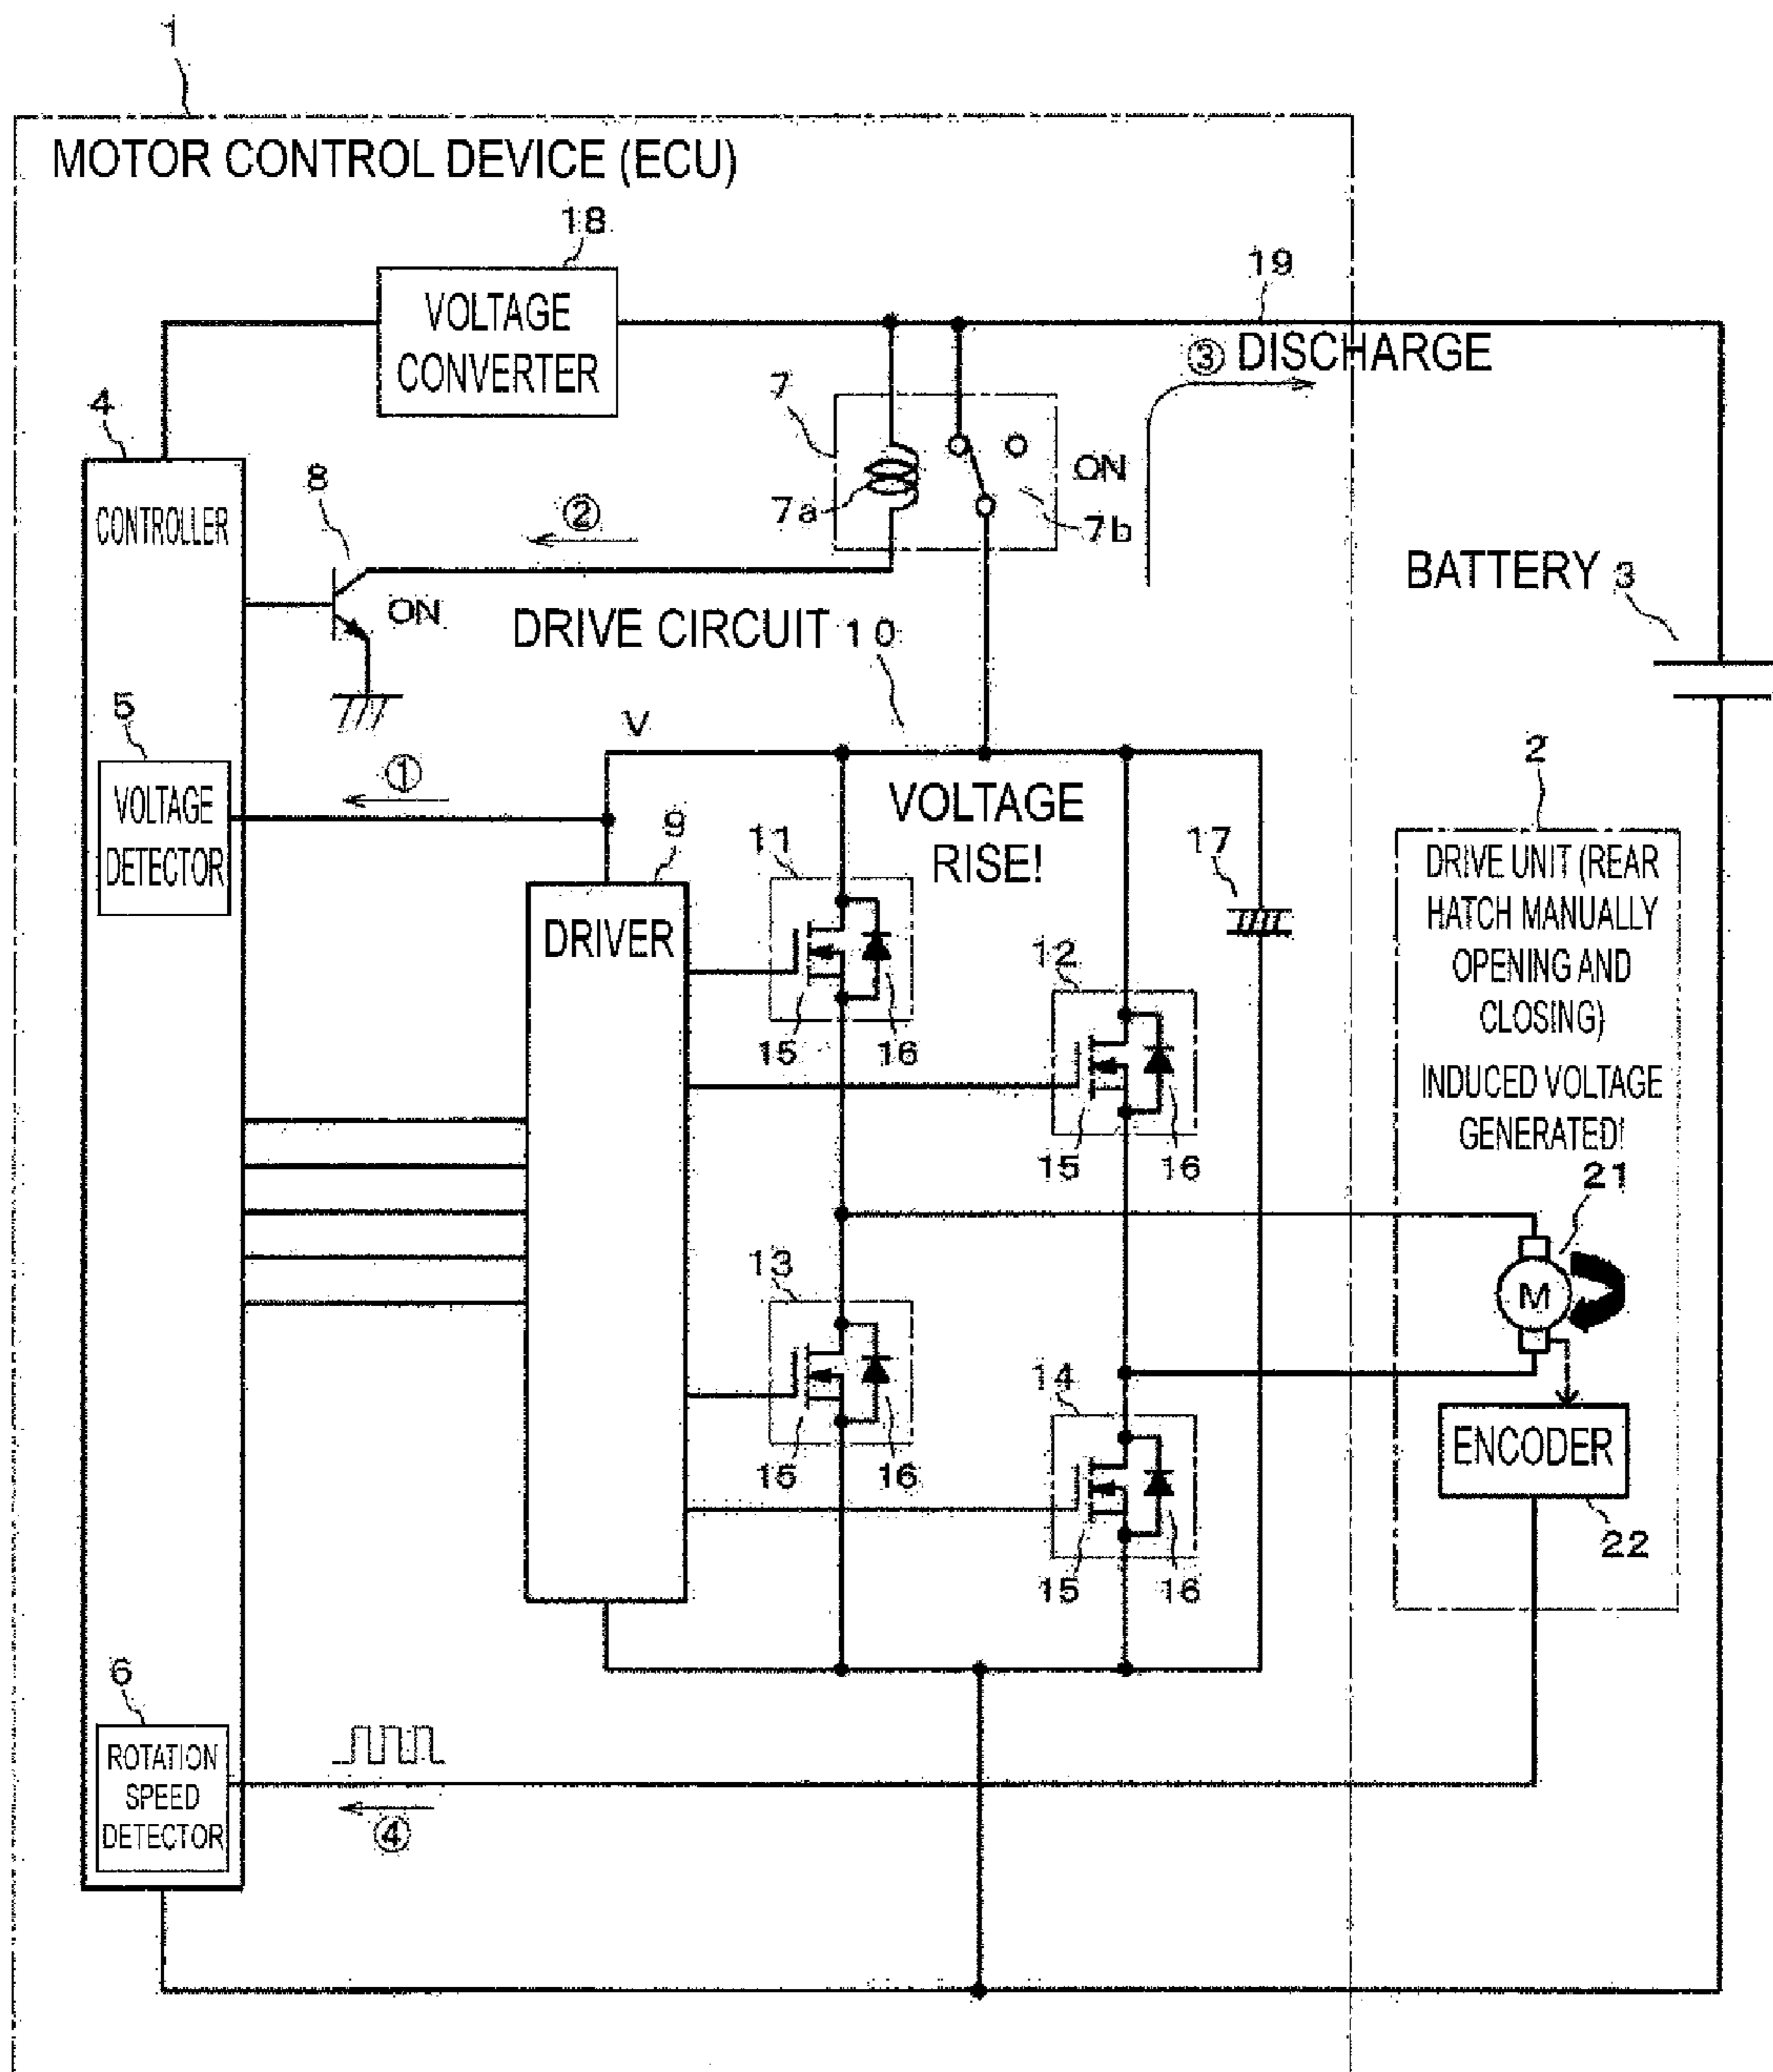 1
MOTOR CONTROL DEVICE (ECU)
18
VOLTAGE
CONVERTER
19
③ DISCHARGE
7
4
CONTROLLER
8
②
7a
ON
7b
ON
BATTERY 3
DRIVE CIRCUIT 10
5
V
①
VOLTAGE
DETECTOR
9
DRIVER
VOLTAGE
RISE!
11
17
2
DRIVE UNIT (REAR
HATCH MANUALLY
OPENING AND
CLOSING)
INDUCED VOLTAGE
GENERATED!
12
15
16
15
16
21
M
13
14
15
16
ENCODER
22
15
16
6
ROTATION
SPEED
DETECTOR
④